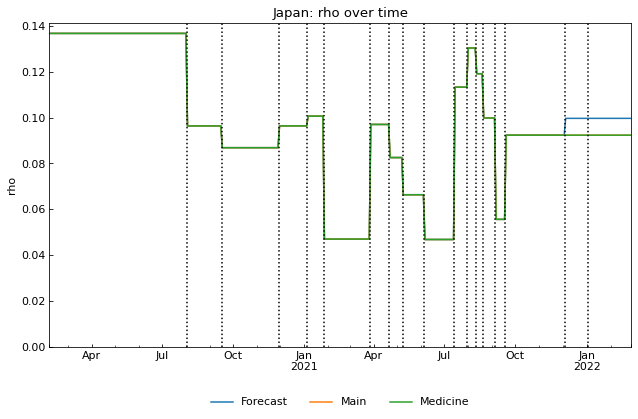 Japan: rho over time
0.14
0.12
0.10
0.08
0.06
0.04
0.02
0.00
rho
Apr Jul Oct Jan Apr Jul Oct Jan
2021 2022
Forecast Main Medicine